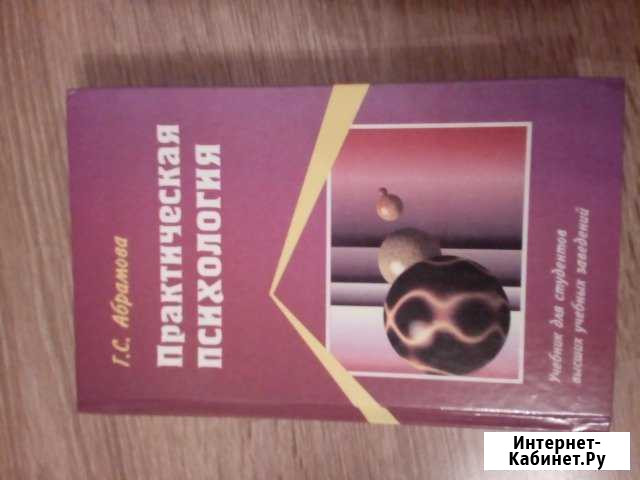 Г.С. Абрамова
Практическая
психология
Учебник для студентов
высших учебных заведений
Интернет-
Кабинет.Ру